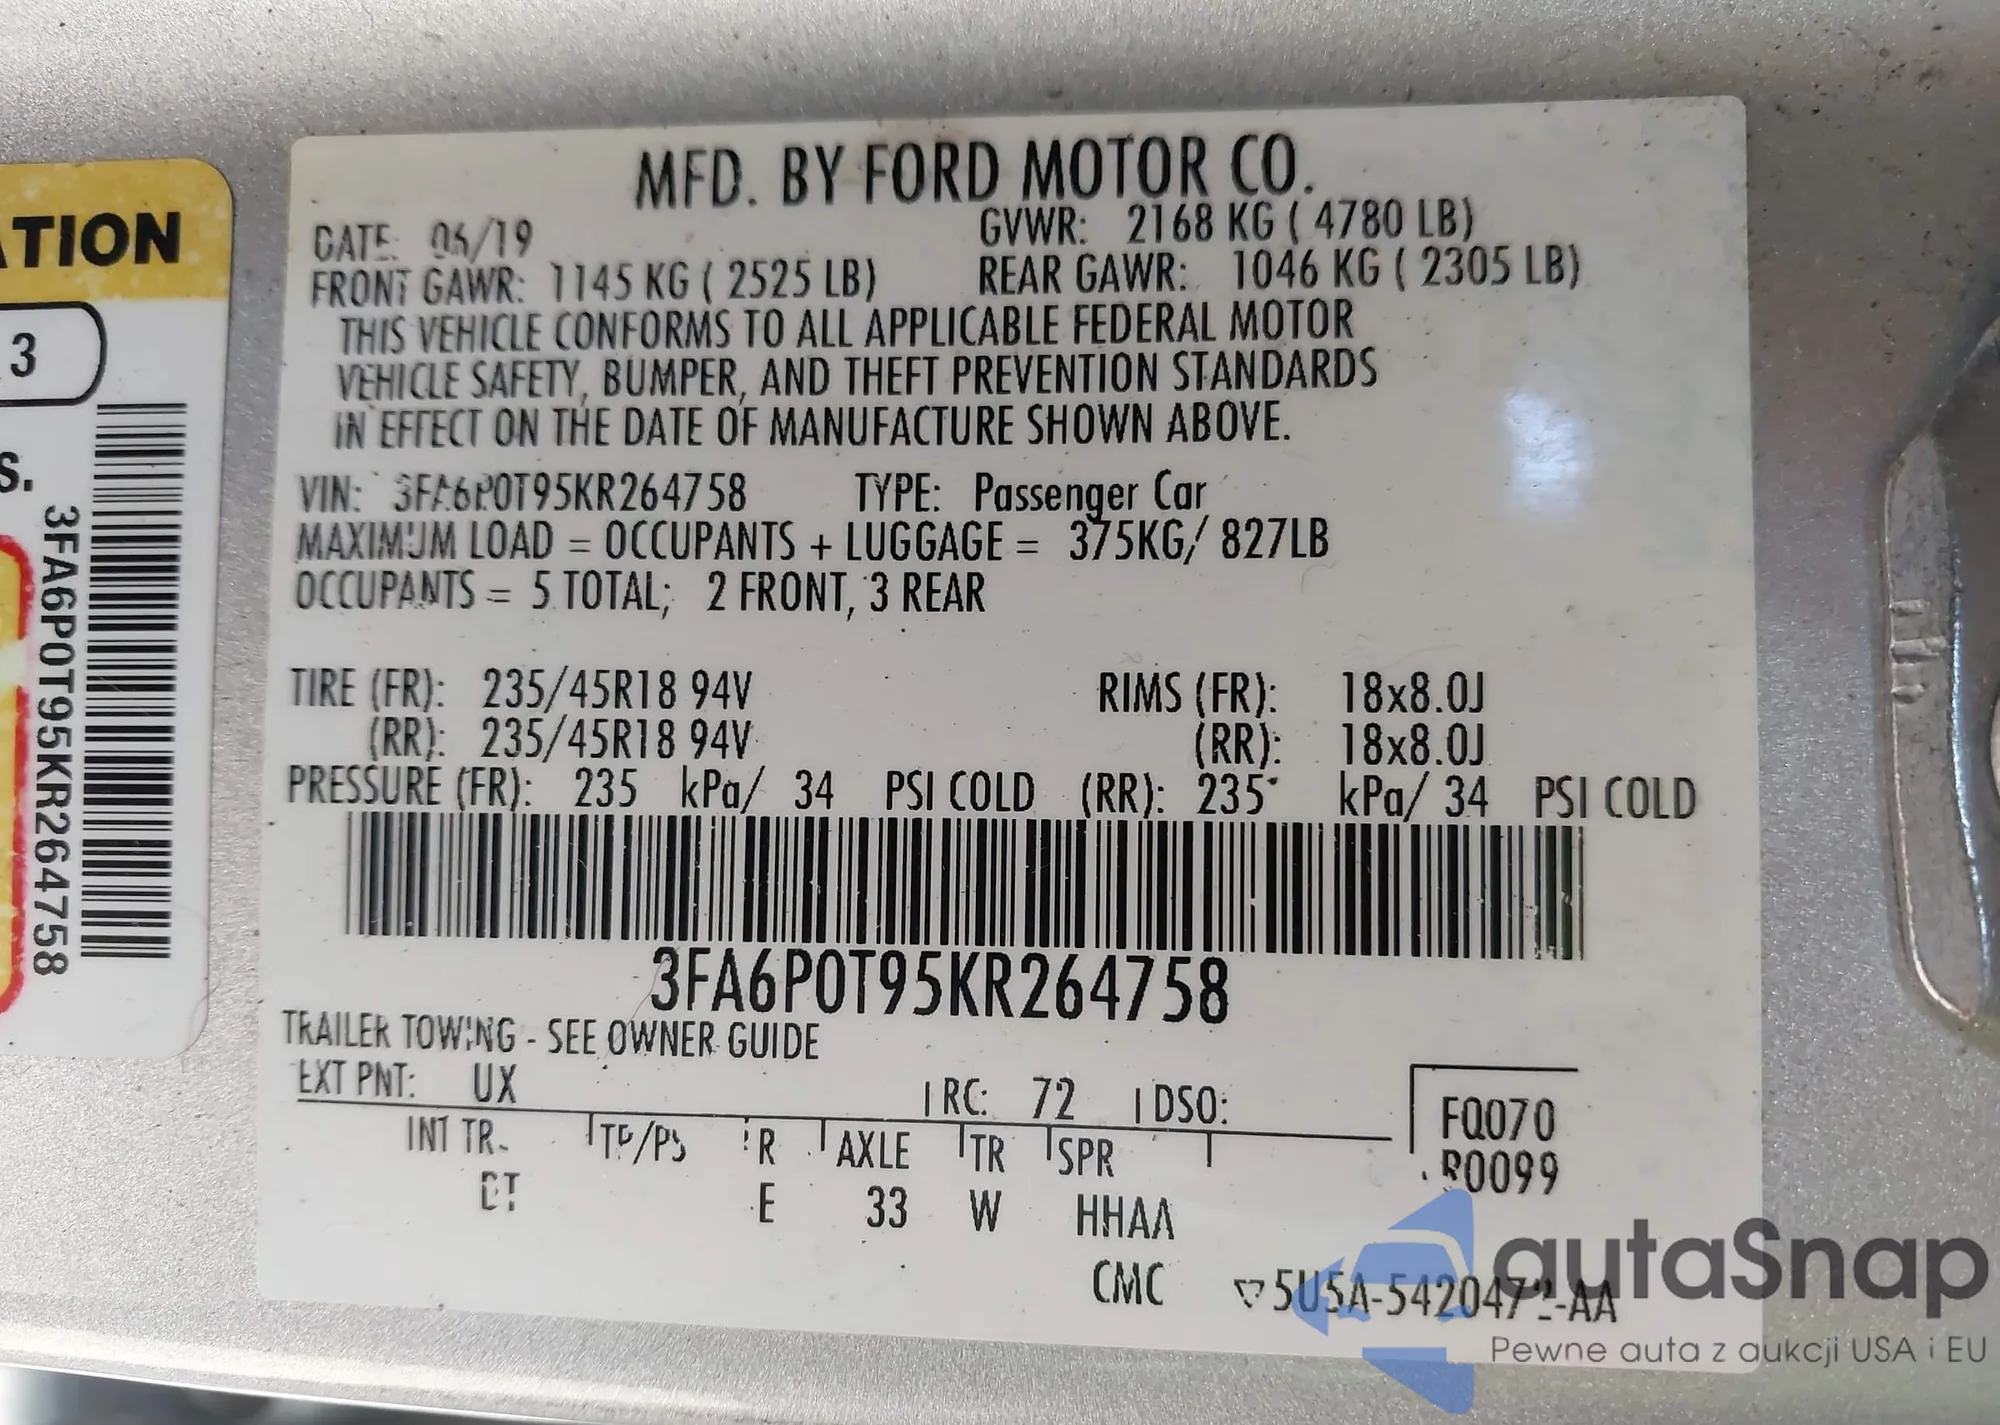 ATION
3
S.
3FA6P0T95KR264758
MFD. BY FORD MOTOR CO.
DATE: 06/19
GVWR: 2168 KG ( 4780 LB)
FRONT GAWR: 1145 KG ( 2525 LB)
REAR GAWR: 1046 KG ( 2305 LB)
THIS VEHICLE CONFORMS TO ALL APPLICABLE FEDERAL MOTOR
VEHICLE SAFETY, BUMPER, AND THEFT PREVENTION STANDARDS
IN EFFECT ON THE DATE OF MANUFACTURE SHOWN ABOVE.
VIN: 3FA6P0T95KR264758 TYPE: Passenger Car
MAXIMUM LOAD = OCCUPANTS + LUGGAGE = 375KG/ 827LB
OCCUPANTS = 5 TOTAL; 2 FRONT, 3 REAR
TIRE (FR): 235/45R18 94V RIMS (FR): 18x8.0J
(RR): 235/45R18 94V (RR): 18x8.0J
PRESSURE (FR): 235 kPa/ 34 PSI COLD (RR): 235 kPa/ 34 PSI COLD
3FA6P0T95KR264758
TRAILER TOWING - SEE OWNER GUIDE
EXT PNT: UX RC: 72 DSO:
FQ070
INT TR TP/PS R AXLE TR SPR
R0099
DT E 33 W HHAA
CMC
autaSnap
Pewne auta z aukcji USA i EU